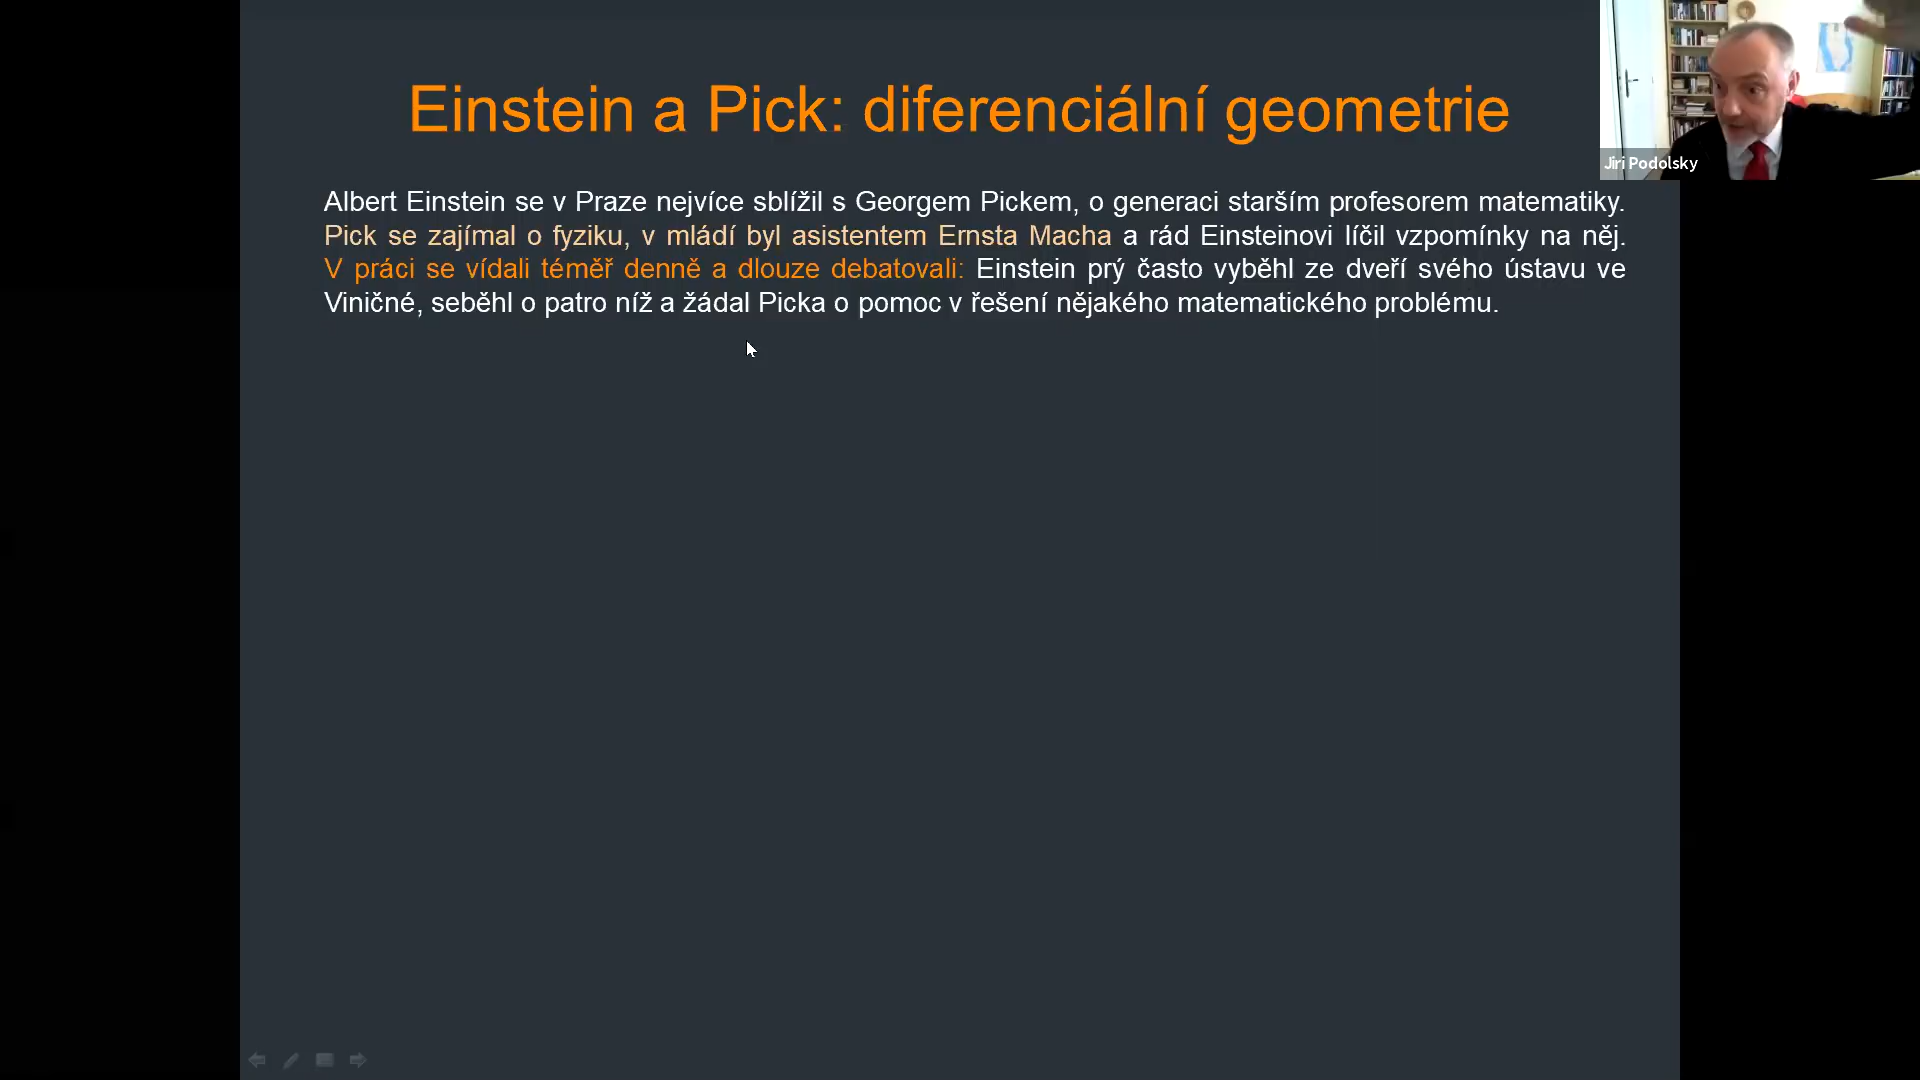 Einstein a Pick: diferenciální geometrie
Jiri Podolsky
Albert Einstein se v Praze nejvíce sblížil s Georgem Pickem, o generaci starším profesorem matematiky.
Pick se zajímal o fyziku, v mládí byl asistentem Ernsta Macha a rád Einsteinovi líčil vzpomínky na něj.
V práci se vídali téměř denně a dlouze debatovali: Einstein prý často vyběhl ze dveří svého ústavu ve
Viničné, seběhl o patro níž a žádal Picka o pomoc v řešení nějakého matematického problému.